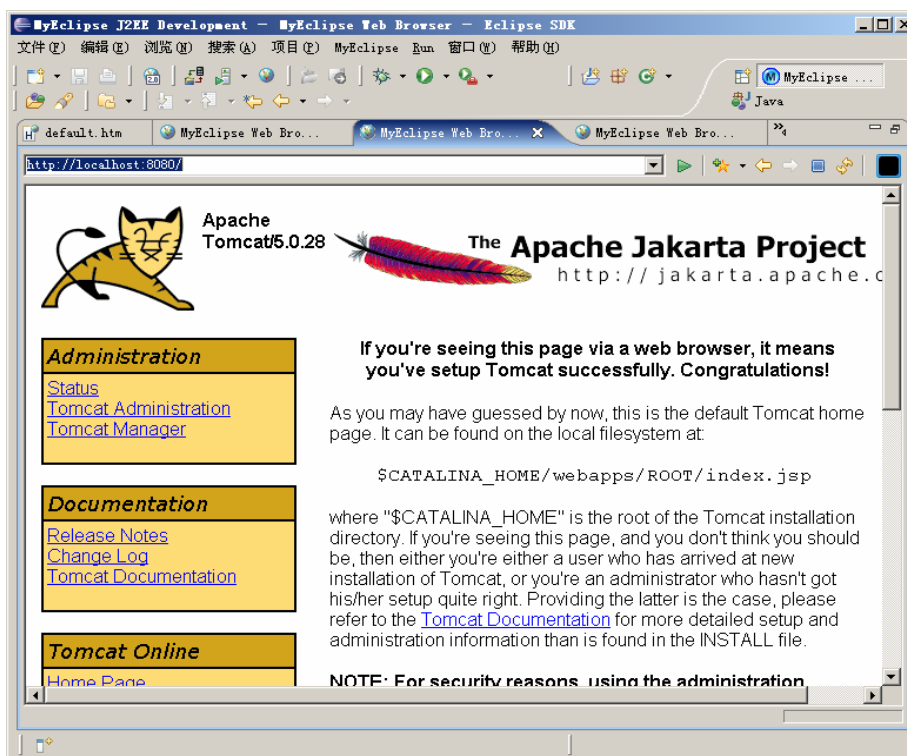 MyEclipse J2EE Development - MyEclipse Web Browser - Eclipse SDK
文件(F) 编辑(E) 浏览(N) 搜索(A) 项目(P) MyEclipse Run 窗口(W) 帮助(H)
MyEclipse ...
Java
default.htm MyEclipse Web Bro... MyEclipse Web Bro... MyEclipse Web Bro... »4
http://localhost:8080/
Apache
Tomcat/5.0.28
The Apache Jakarta Project
http://jakarta.apache.o
Administration
Status
Tomcat Administration
Tomcat Manager
Documentation
Release Notes
Change Log
Tomcat Documentation
Tomcat Online
Home Page
If you're seeing this page via a web browser, it means
you've setup Tomcat successfully. Congratulations!
As you may have guessed by now, this is the default Tomcat home
page. It can be found on the local filesystem at:
$CATALINA_HOME/webapps/ROOT/index.jsp
where "$CATALINA_HOME" is the root of the Tomcat installation
directory. If you're seeing this page, and you don't think you should
be, then either you're either a user who has arrived at new
installation of Tomcat, or you're an administrator who hasn't got
his/her setup quite right. Providing the latter is the case, please
refer to the Tomcat Documentation for more detailed setup and
administration information than is found in the INSTALL file.
NOTE: For security reasons, using the administration